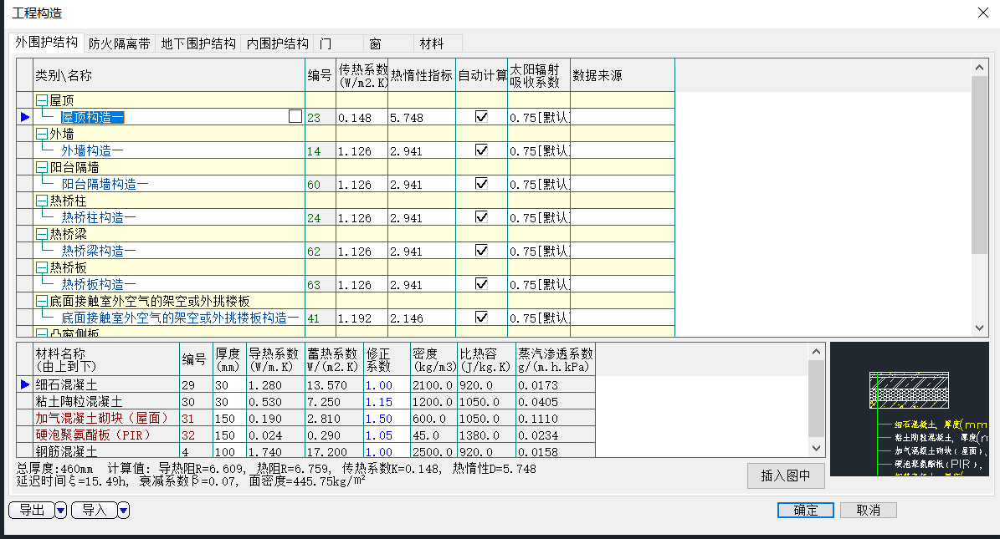 工程构造
外围护结构 防火隔离带 地下围护结构 内围护结构 门 窗 材料
类别\名称 编号 传热系数 (W/m2.K) 热惰性指标 自动计算 太阳辐射 吸收系数 数据来源
屋顶
屋顶构造一 23 0.148 5.748 0.75[默认]
外墙
外墙构造一 14 1.126 2.941 0.75[默认]
阳台隔墙
阳台隔墙构造一 60 1.126 2.941 0.75[默认]
热桥柱
热桥柱构造一 24 1.126 2.941 0.75[默认]
热桥梁
热桥梁构造一 62 1.126 2.941 0.75[默认]
热桥板
热桥板构造一 63 1.126 2.941 0.75[默认]
底面接触室外空气的架空或外挑楼板
底面接触室外空气的架空或外挑楼板构造一 41 1.192 2.146 0.75[默认]
凸窗侧板
材料名称 (由上到下) 编号 厚度 (mm) 导热系数 (W/m.K) 蓄热系数 W/(m2.K) 修正 系数 密度 (kg/m3) 比热容 (J/kg.K) 蒸汽渗透系数 g/(m.h.kPa)
细石混凝土 29 30 1.280 13.570 1.00 2100.0 920.0 0.0173
粘土陶粒混凝土 30 30 0.530 7.250 1.15 1200.0 1050.0 0.0405
加气混凝土砌块（屋面） 31 150 0.190 2.810 1.50 600.0 1050.0 0.1110
硬泡聚氨酯板（PIR） 32 150 0.024 0.290 1.05 45.0 1380.0 0.0234
钢筋混凝土 4 100 1.740 17.200 1.00 2500.0 920.0 0.0158
细石混凝土, 厚度(mm
粘土陶粒混凝土, 厚度(m
加气混凝土砌块(屋面),
硬泡聚氨酯板(PIR),
总厚度:460mm 计算值: 导热阻R=6.609, 热阻R=6.759, 传热系数K=0.148, 热惰性D=5.748
延迟时间ξ=15.49h, 衰减系数β=0.07, 面密度=445.75kg/m²
插入图中
导出 导入 确定 取消